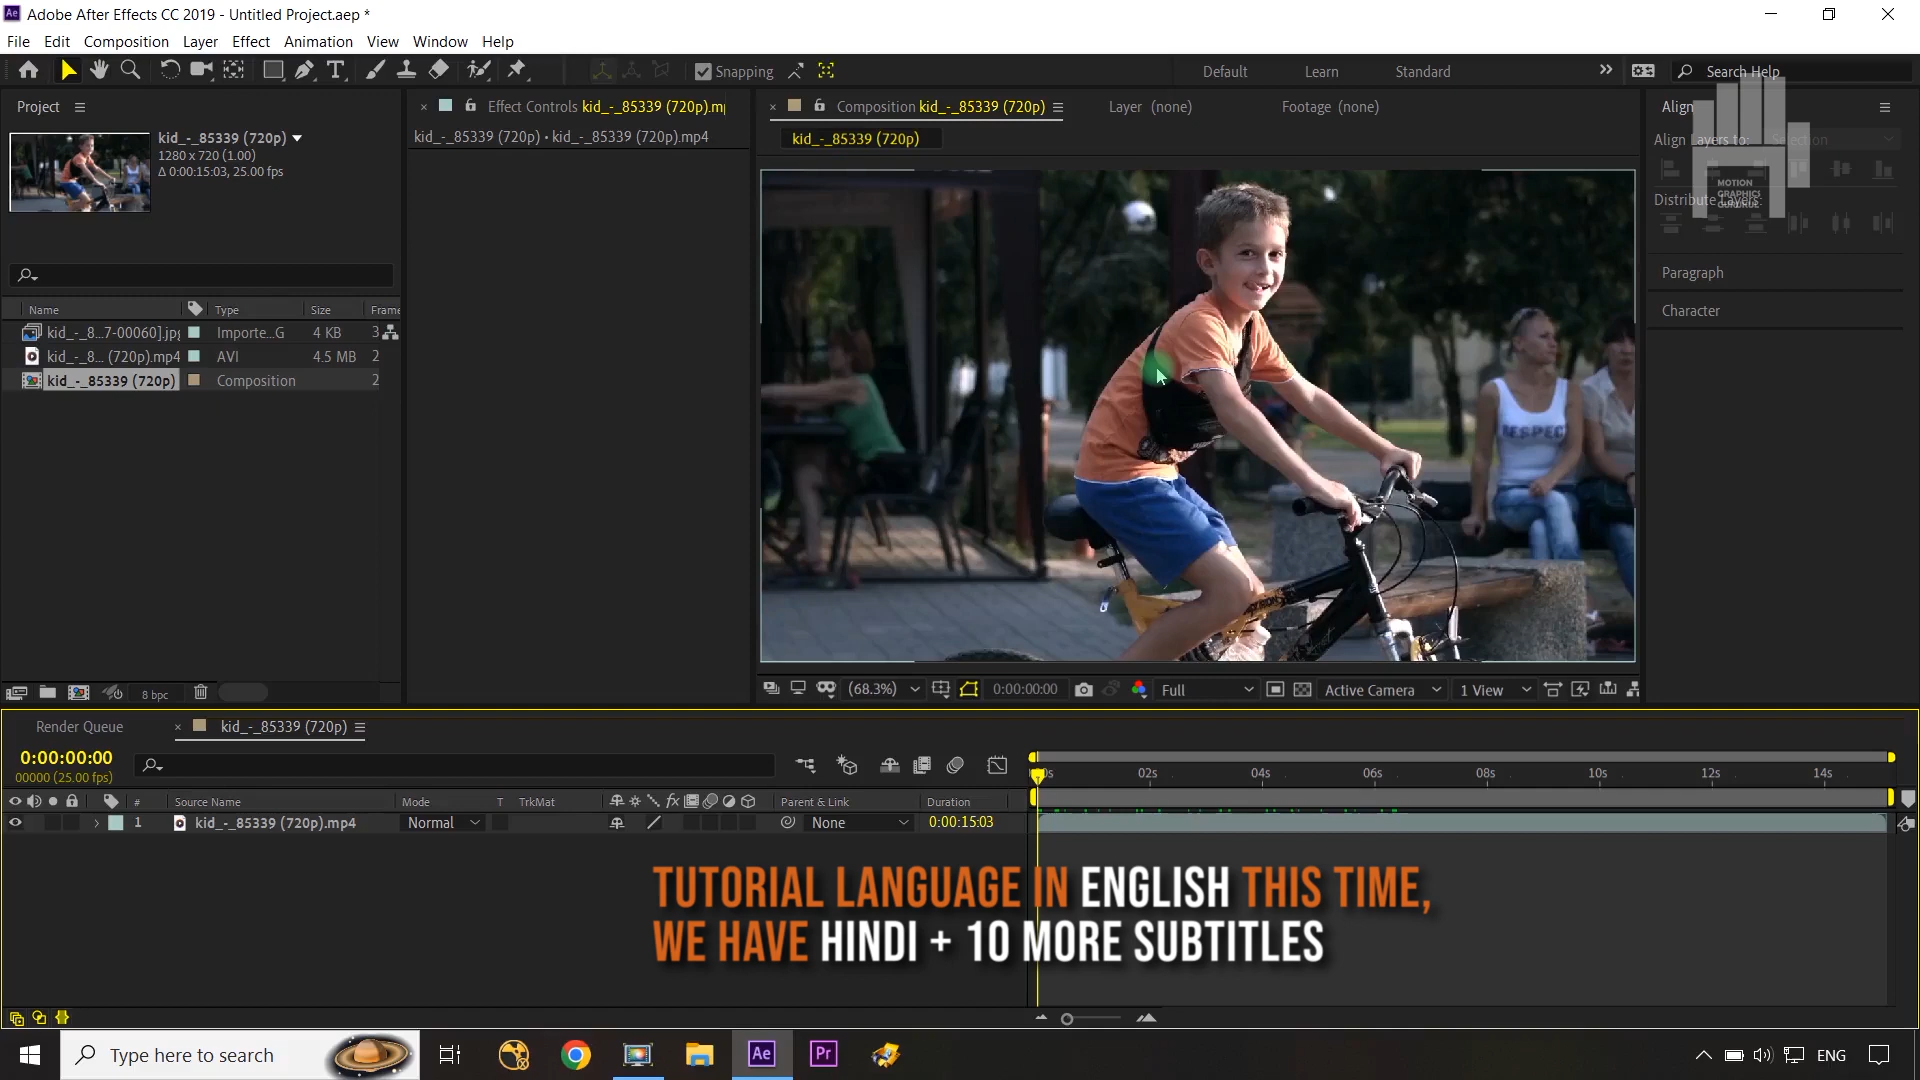 Adobe After Effects CC 2019 - Untitled Project.aep *
File Edit Composition Layer Effect Animation View Window Help
Snapping Default Learn Standard Search Help
Project
Effect Controls kid_-_85339 (720p).m
Composition kid_-_85339 (720p) Layer (none) Footage (none)
Align
kid_-_85339 (720p)
1280 x 720 (1.00)
Δ 0:00:15:03, 25.00 fps
kid_-_85339 (720p) • kid_-_85339 (720p).mp4
kid_-_85339 (720p)
Align Layers to: Selection
MOTION
GRAPHICS
Distribute Layers:
Paragraph
Character
Name Type Size Frame
kid_-_8...7-00060].jpg Importe...G 4 KB 3
kid_-_8... (720p).mp4 AVI 4.5 MB 2
kid_-_85339 (720p) Composition 2
RESPEC
8 bpc
(68.3%) 0:00:00:00 Full Active Camera 1 View
Render Queue kid_-_85339 (720p)
0:00:00:00
00000 (25.00 fps)
02s 04s 06s 08s 10s 12s 14s
# Source Name Mode T TrkMat fx Parent & Link Duration
1 kid_-_85339 (720p).mp4 Normal None 0:00:15:03
TUTORIAL LANGUAGE IN ENGLISH THIS TIME,
WE HAVE HINDI + 10 MORE SUBTITLES
Type here to search Ae Pr ENG